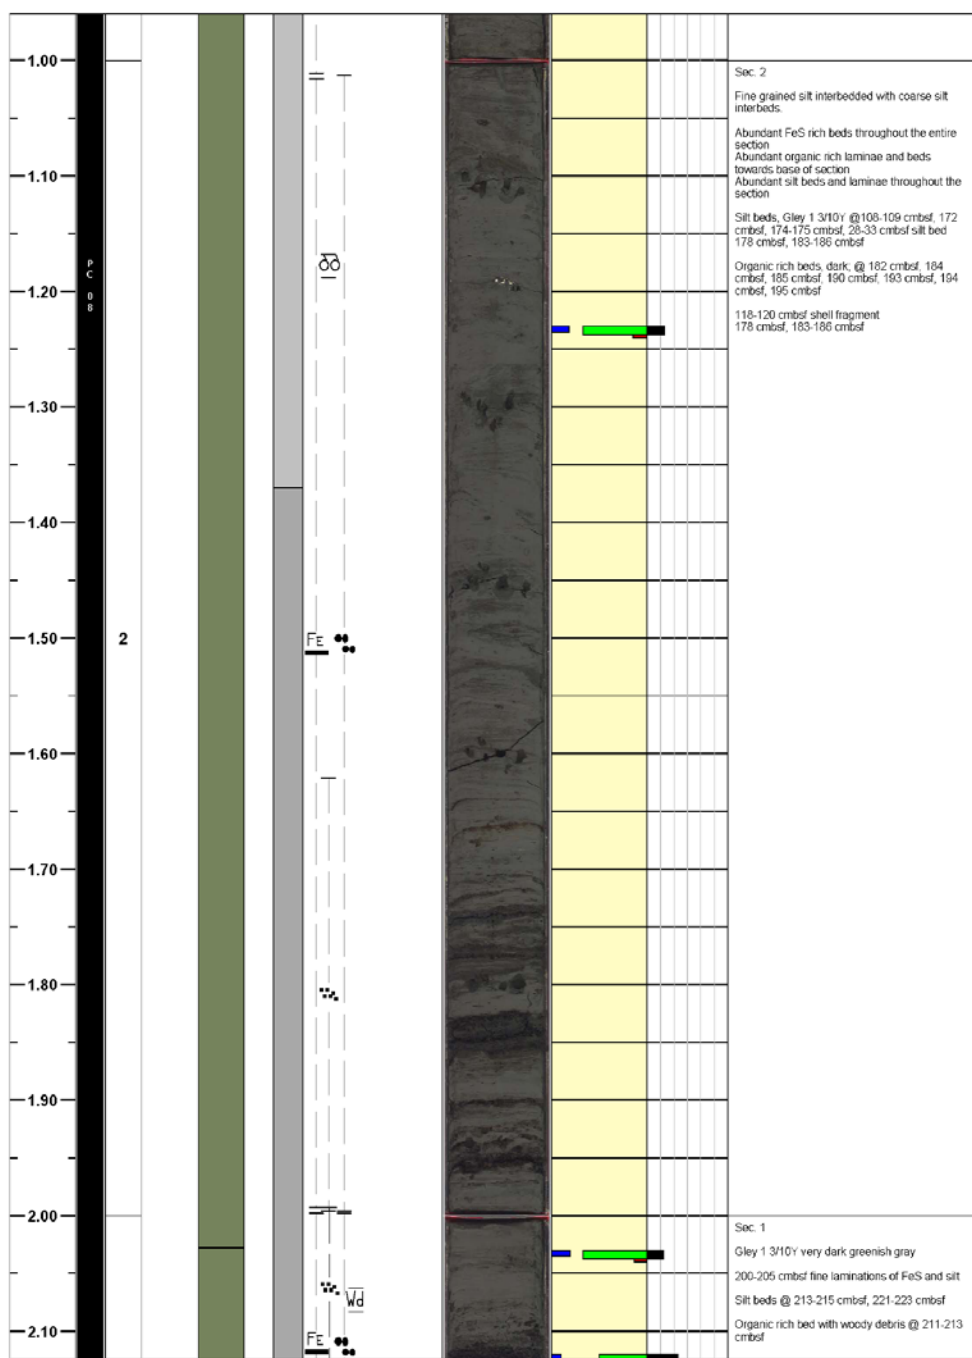 1.00
Sec. 2
Fine grained silt interbedded with coarse silt
interbeds.
Abundant FeS rich beds throughout the entire
section
Abundant organic rich laminae and beds
towards base of section
Abundant silt beds and laminae throughout the
section
1.10
Silt beds, Gley 1 3/10Y @108-109 cmbsf, 172
cmbsf, 174-175 cmbsf, 28-33 cmbsf silt bed
178 cmbsf, 183-186 cmbsf
Organic rich beds, dark; @ 182 cmbsf, 184
cmbsf, 185 cmbsf, 190 cmbsf, 193 cmbsf, 194
cmbsf, 195 cmbsf
P
C
0
8
1.20
118-120 cmbsf shell fragment
178 cmbsf, 183-186 cmbsf
1.30
1.40
1.50
2
FE
1.60
1.70
1.80
1.90
2.00
Sec. 1
Gley 1 3/10Y very dark greenish gray
200-205 cmbsf fine laminations of FeS and silt
Wd
Silt beds @ 213-215 cmbsf, 221-223 cmbsf
2.10
FE
Organic rich bed with woody debris @ 211-213
cmbsf